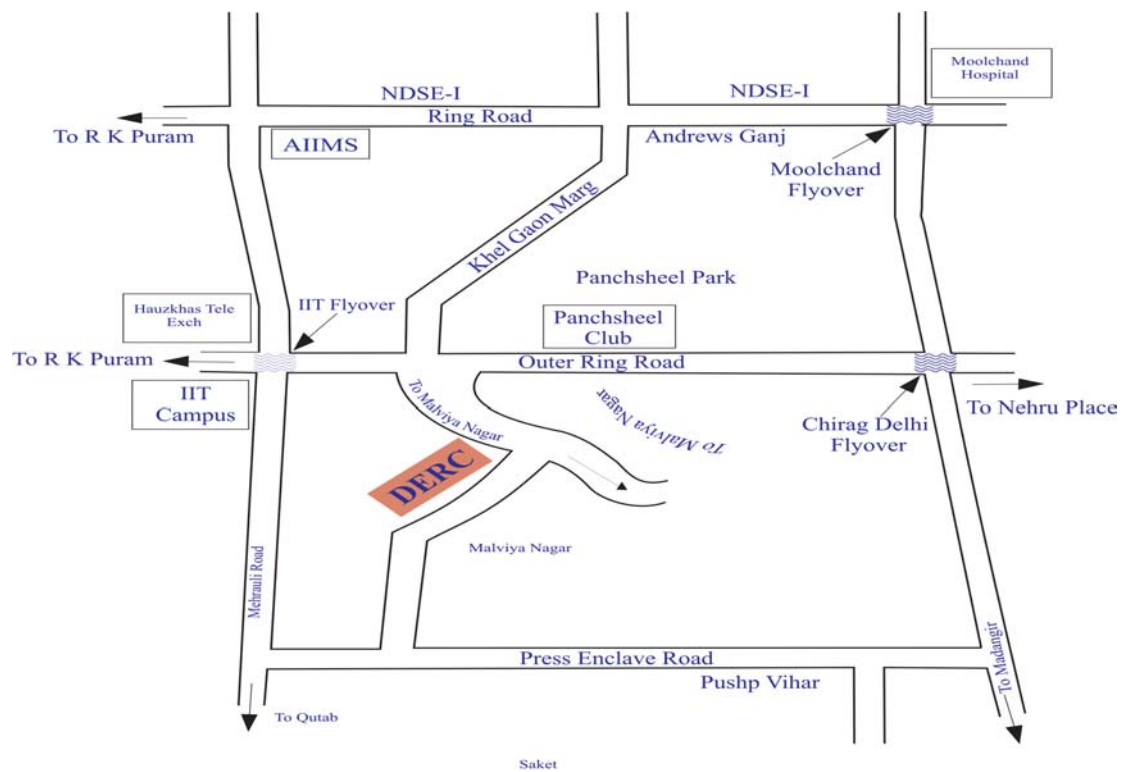 Moolchand
Hospital
NDSE-I
NDSE-I
Ring Road
To R K Puram
AIIMS
Andrews Ganj
Moolchand
Flyover
Khel Gaon Marg
Panchsheel Park
Hauzkhas Tele
Exch
IIT Flyover
Panchsheel
Club
To R K Puram
Outer Ring Road
IIT
Campus
To Malviya Nagar
To Malviya Nagar
To Nehru Place
Chirag Delhi
Flyover
DERC
Malviya Nagar
Mehrauli Road
Press Enclave Road
To Madangir
Pushp Vihar
To Qutab
Saket